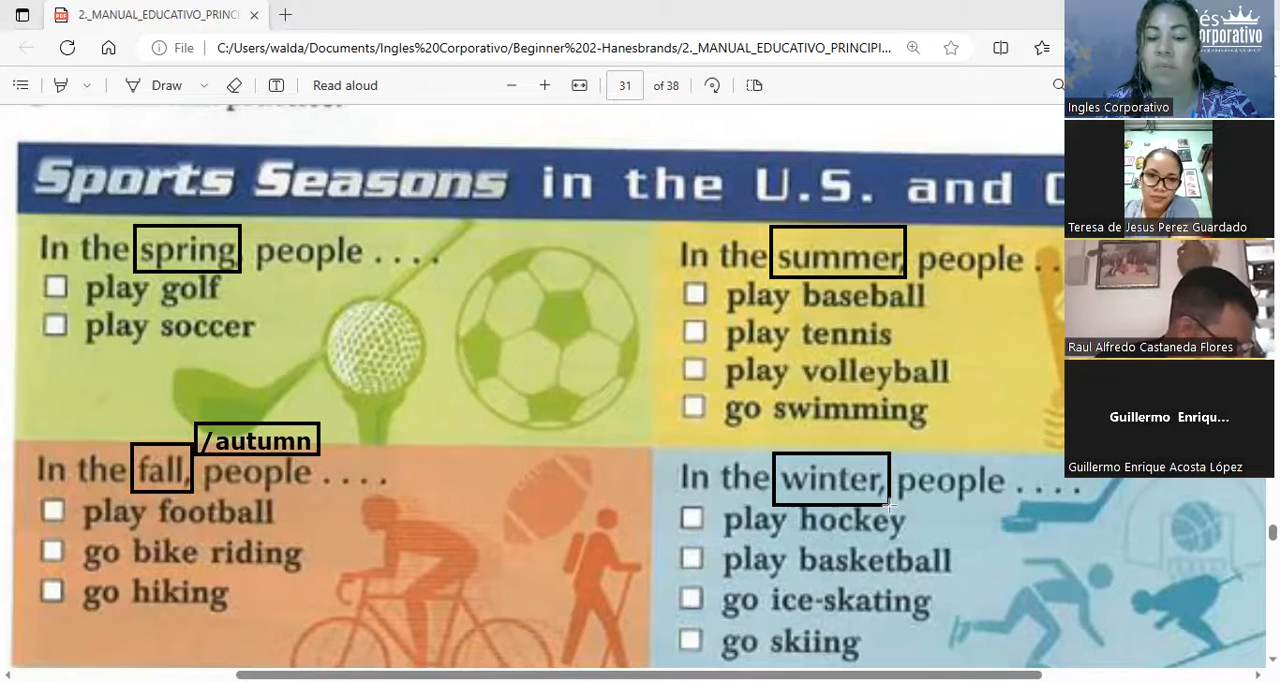 2._MANUAL_EDUCATIVO_PRINCI
File
C:/Users/walda/Documents/Ingles%20Corporativo/Beginner%202-Hanesbrands/2._MANUAL_EDUCATIVO_PRINCIPI...
Draw
Read aloud
31
of 38
Sports Seasons in the U.S. and
In the spring, people ....
play golf
play soccer
In the summer, people ..
play baseball
play tennis
play volleyball
go swimming
/autumn
In the fall, people ....
play football
go bike riding
go hiking
In the winter, people ....
play hockey
play basketball
go ice-skating
go skiing
és
orporativo
Ingles Corporativo
Teresa de Jesus Perez Guardado
Raul Alfredo Castaneda Flores
Guillermo Enriqu...
Guillermo Enrique Acosta López